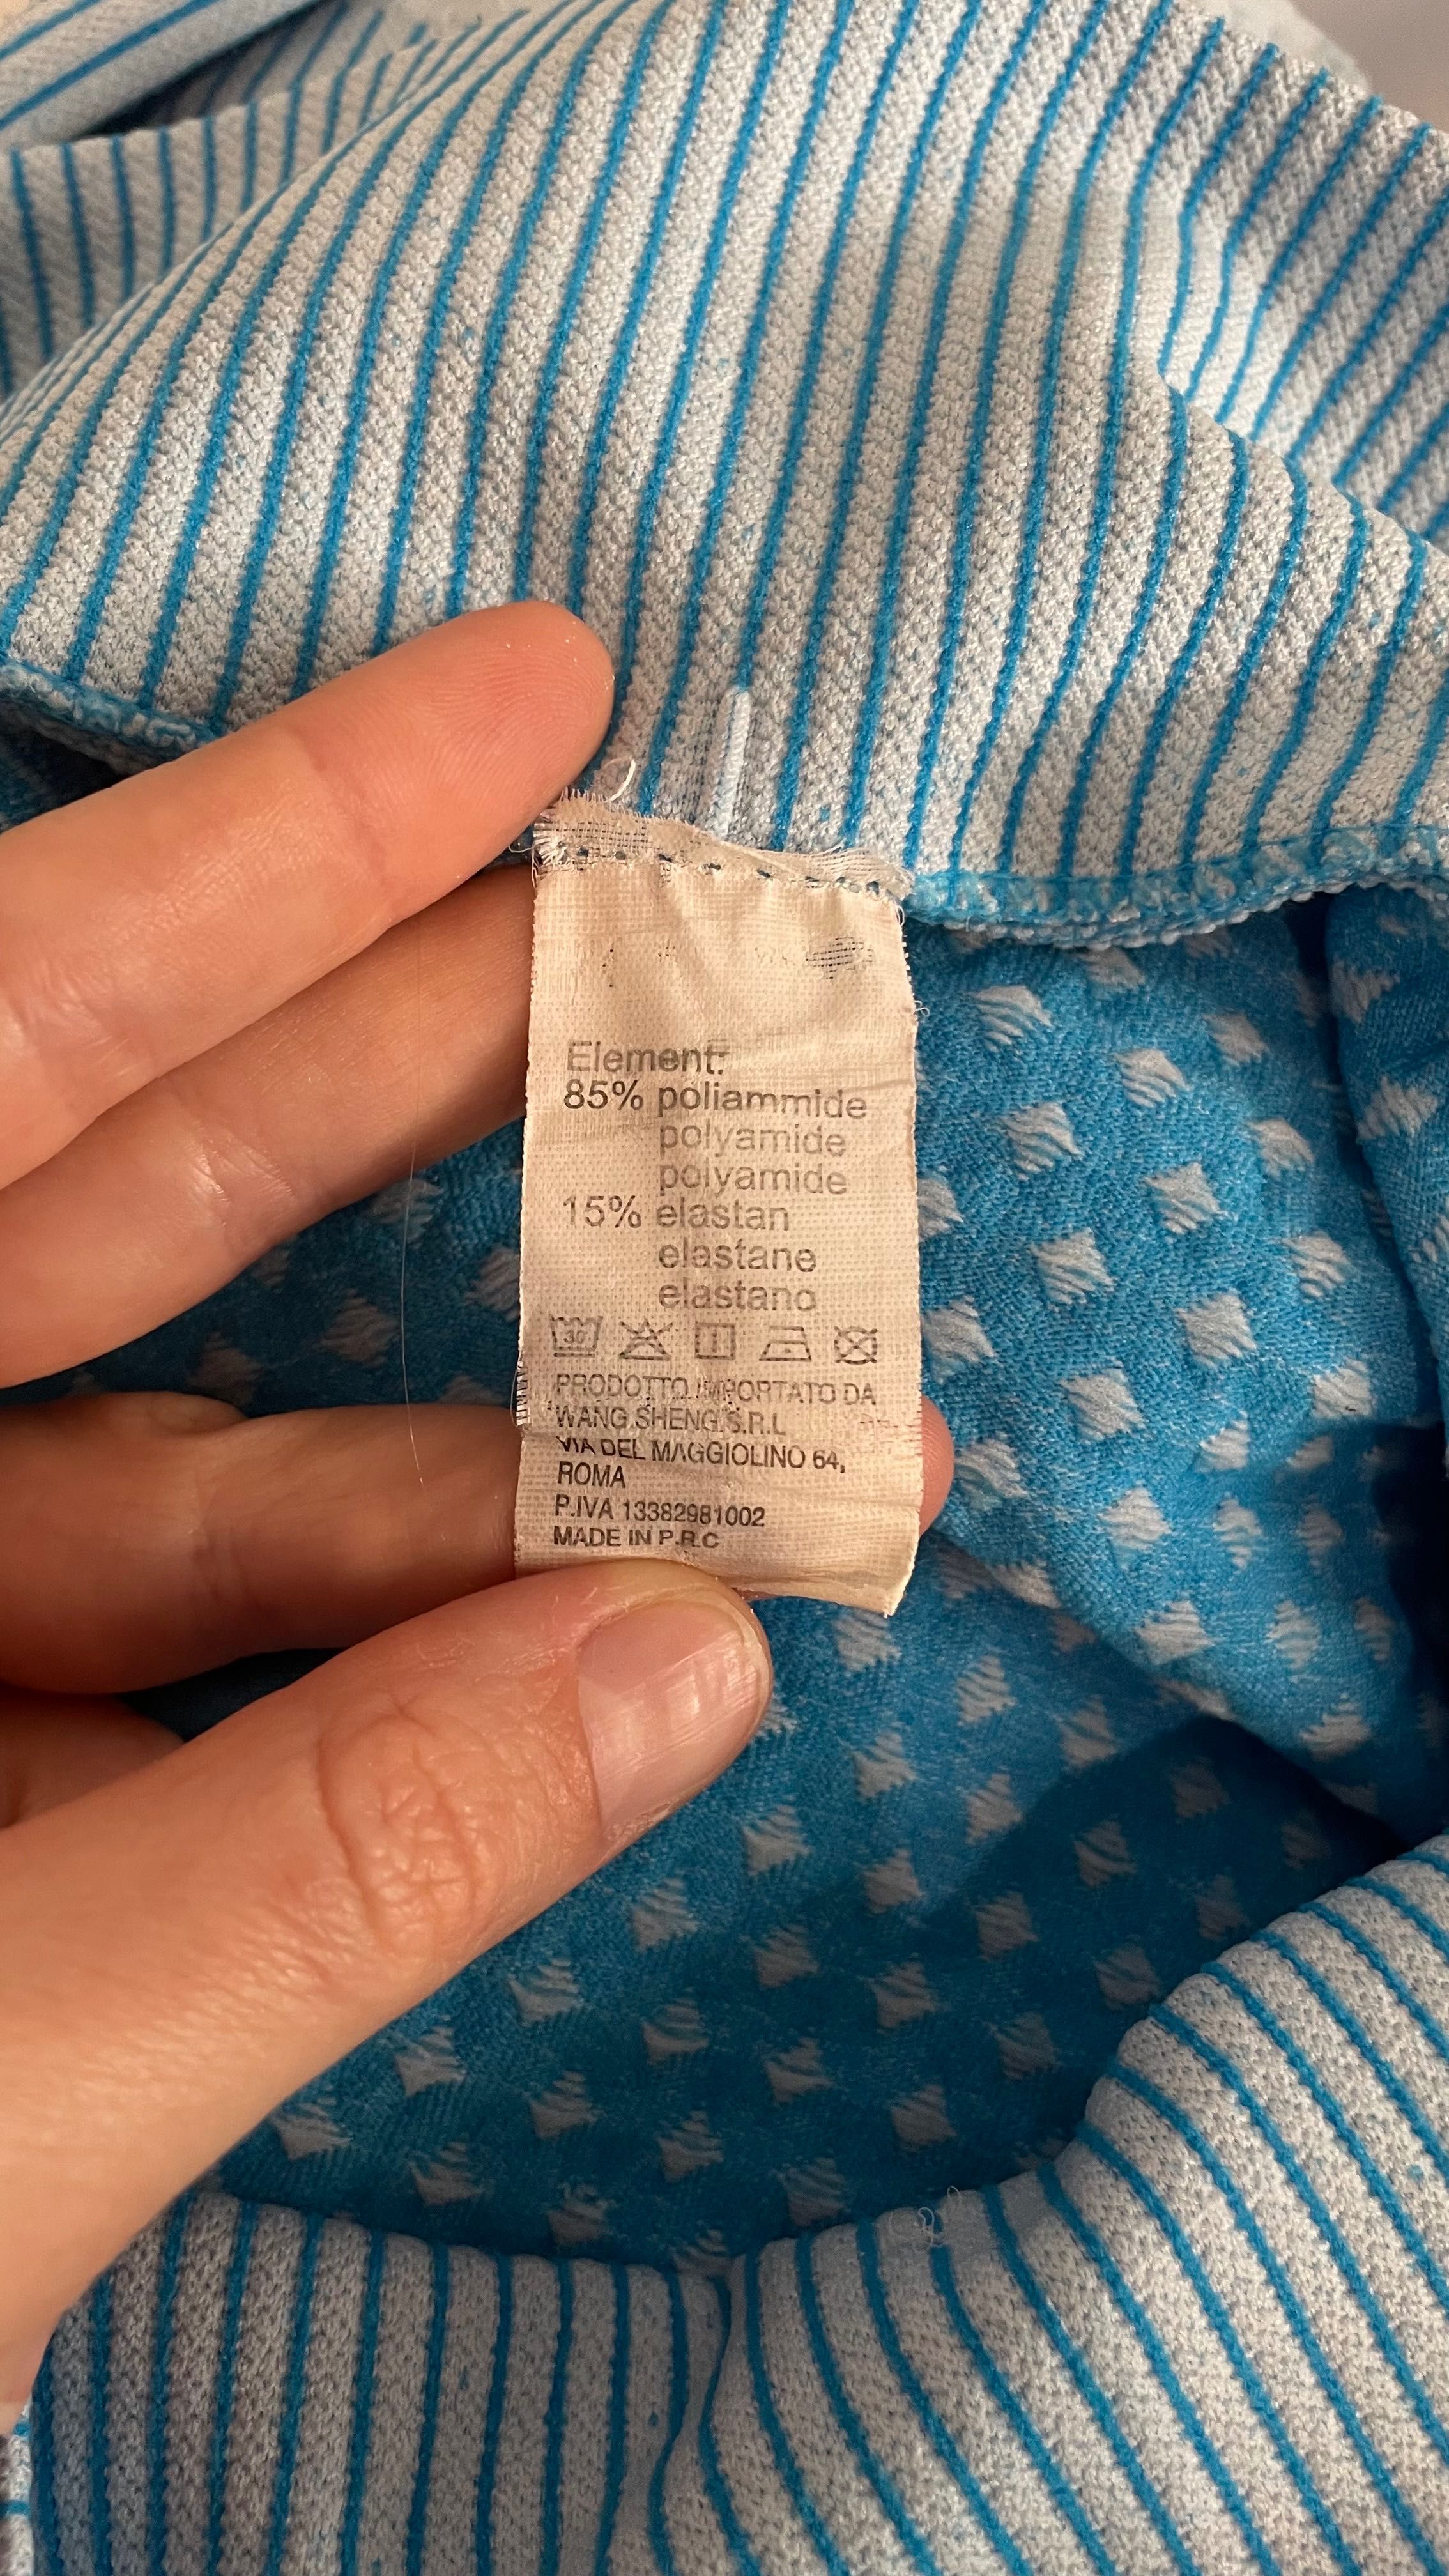 Element:
85% poliammide
polyamide
polyamide
15% elastan
elastane
elastano
30°
PRODOTTO IMPORTATO DA
WANG SHENG S.R.L
VIA DEL MAGGIOLINO 64,
ROMA
P.IVA 13382981002
MADE IN P.R.C